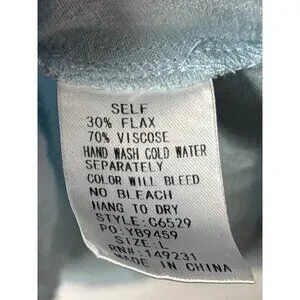 SELF
30% FLAX
70% VISCOSE
HAND WASH COLD WATER
SEPARATELY
COLOR WILL BLEED
NO BLEACH
HANG TO DRY
STYLE:C6529
PO:YB9459
SIZE:L
RN#:149231
MADE IN CHINA